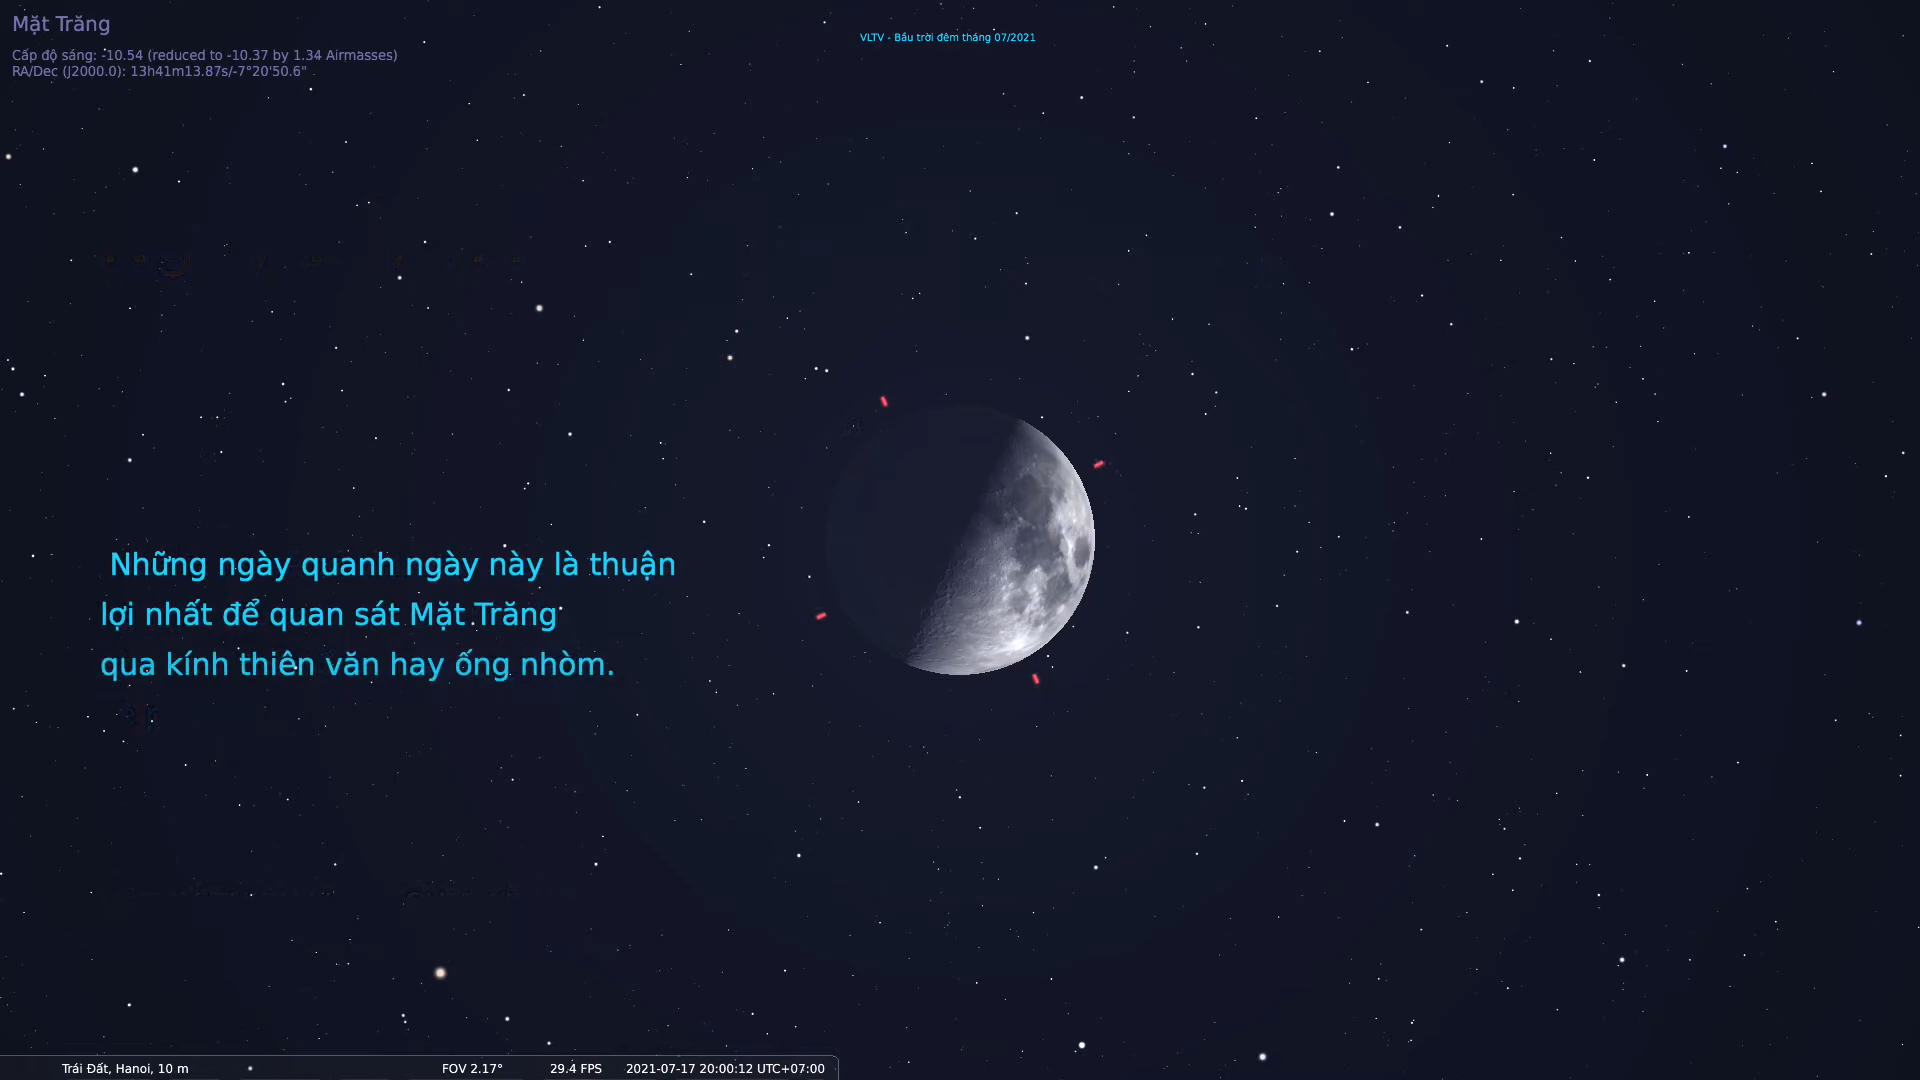 Mặt Trăng
VLTV - Bầu trời đêm tháng 07/2021
Cấp độ sáng: -10.54 (reduced to -10.37 by 1.34 Airmasses)
RA/Dec (J2000.0): 13h41m13.87s/-7°20'50.6"
Những ngày quanh ngày này là thuận
lợi nhất để quan sát Mặt Trăng
qua kính thiên văn hay ống nhòm.
Trái Đất, Hanoi, 10 m FOV 2.17° 29.4 FPS 2021-07-17 20:00:12 UTC+07:00